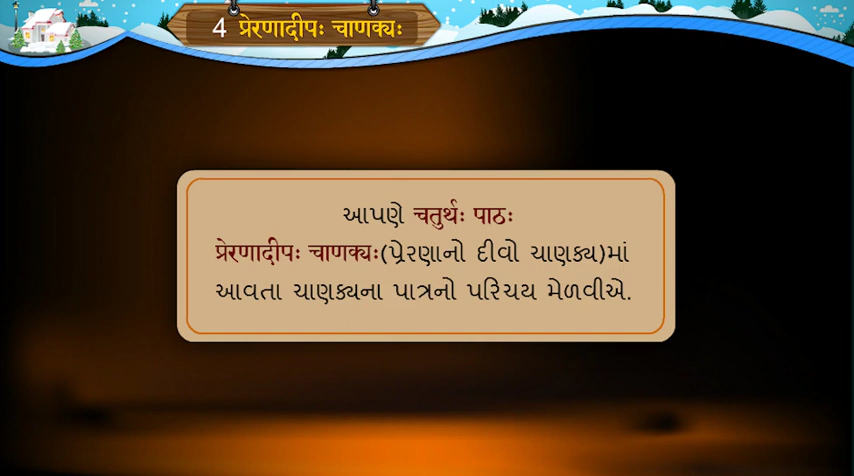 4 प्रेरणादीपः चाणक्यः
આપણે चतुर्थः पाठः
प्रेरणादीपः चाणक्यः(પ્રેરણાનો દીવો ચાણક્ય)માં
આવતા ચાણક્યના પાત્રનો પરિચય મેળવીએ.